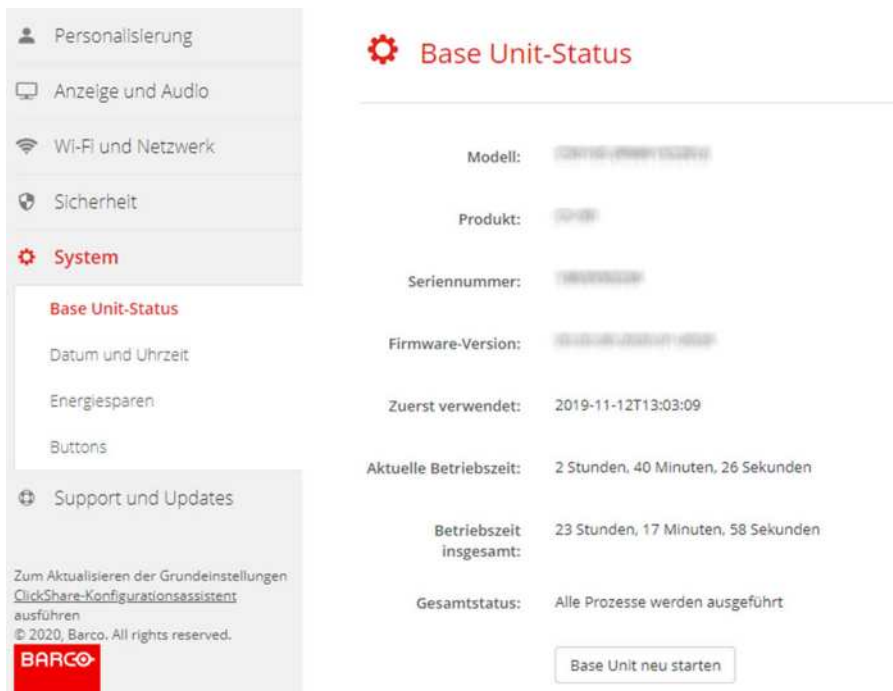 Personalisierung
Anzeige und Audio
Wi-Fi und Netzwerk
Sicherheit
System
Base Unit-Status
Datum und Uhrzeit
Energiesparen
Buttons
Support und Updates
Zum Aktualisieren der Grundeinstellungen
ClickShare-Konfigurationsassistent
ausführen
© 2020, Barco. All rights reserved.
BARCO
Base Unit-Status
Modell:
Produkt:
Seriennummer:
Firmware-Version:
Zuerst verwendet: 2019-11-12T13:03:09
Aktuelle Betriebszeit: 2 Stunden, 40 Minuten, 26 Sekunden
Betriebszeit 23 Stunden, 17 Minuten, 58 Sekunden
insgesamt:
Gesamtstatus: Alle Prozesse werden ausgeführt
Base Unit neu starten